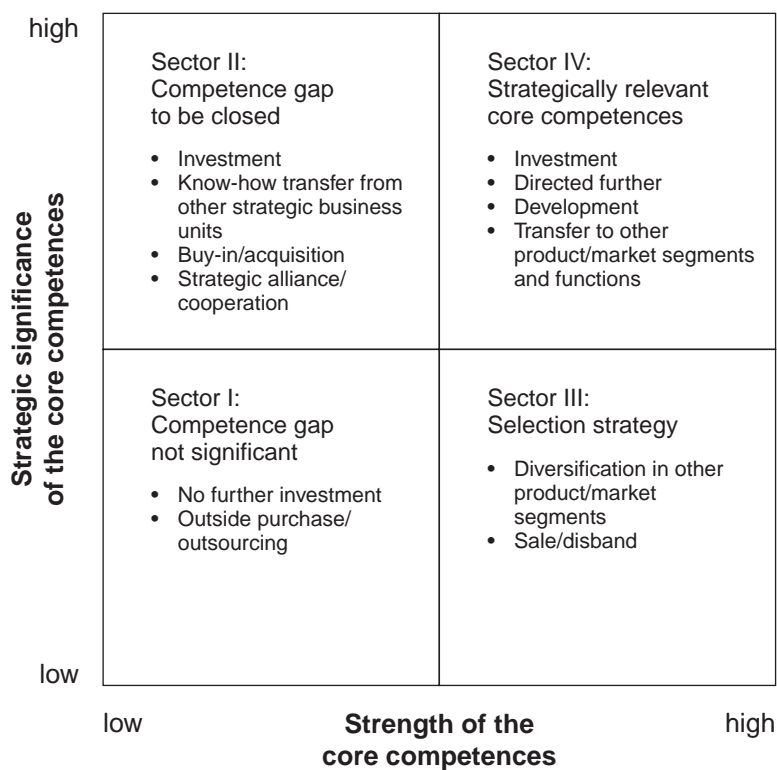 high
Sector II:
Competence gap
to be closed
• Investment
• Know-how transfer from
other strategic business
units
• Buy-in/acquisition
• Strategic alliance/
cooperation
Sector IV:
Strategically relevant
core competences
• Investment
• Directed further
• Development
• Transfer to other
product/market segments
and functions
Strategic significance
of the core competences
Sector I:
Competence gap
not significant
• No further investment
• Outside purchase/
outsourcing
Sector III:
Selection strategy
• Diversification in other
product/market
segments
• Sale/disband
low
low
Strength of the
core competences
high